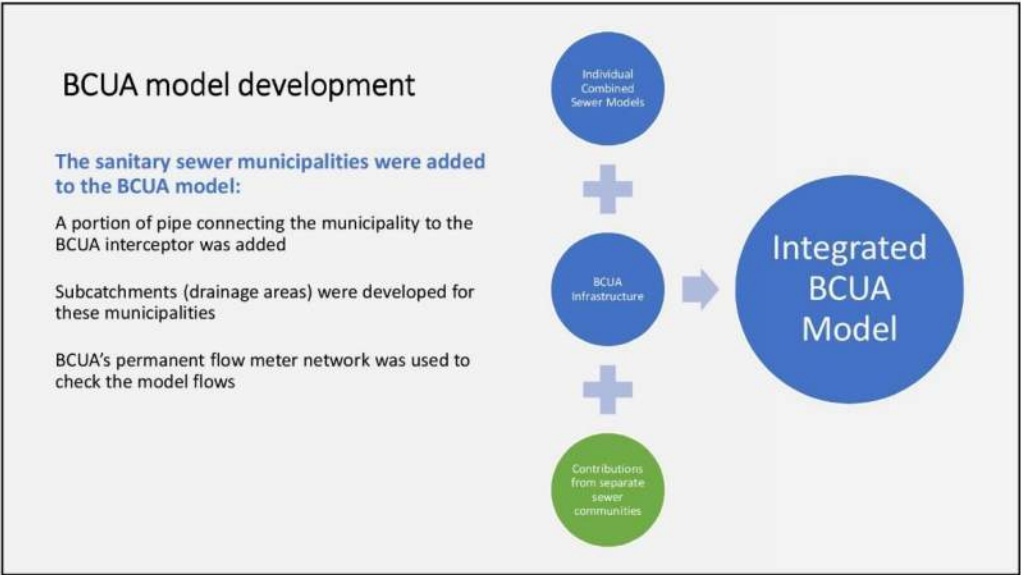 BCUA model development
The sanitary sewer municipalities were added
to the BCUA model:
A portion of pipe connecting the municipality to the
BCUA interceptor was added
Subcatchments (drainage areas) were developed for
these municipalities
BCUA's permanent flow meter network was used to
check the model flows
Individual
Combined
Sewer Models
BCUA
Infrastructure
Contributions
from separate
sewer
communities
Integrated
BCUA
Model